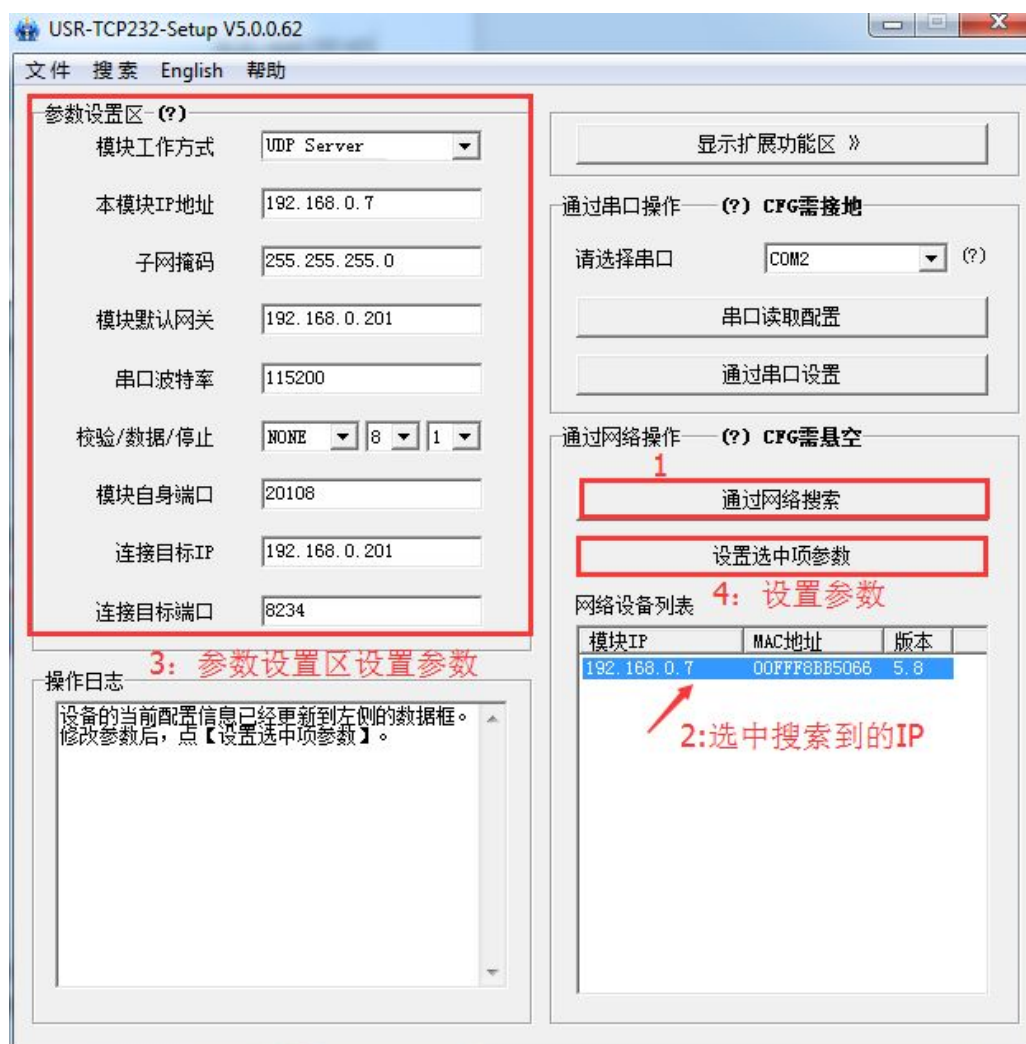 USR-TCP232-Setup V5.0.0.62
文件 搜索 English 帮助
参数设置区 (?)
模块工作方式 UDP Server
本模块IP地址 192.168.0.7
子网掩码 255.255.255.0
模块默认网关 192.168.0.201
串口波特率 115200
校验/数据/停止 NONE 8 1
模块自身端口 20108
连接目标IP 192.168.0.201
连接目标端口 8234
3: 参数设置区设置参数
操作日志
设备的当前配置信息已经更新到左侧的数据框。
修改参数后，点【设置选中项参数】。
显示扩展功能区 》
通过串口操作 (?) CFG需接地
请选择串口 COM2 (?)
串口读取配置
通过串口设置
通过网络操作 (?) CFG需悬空
1
通过网络搜索
设置选中项参数
4: 设置参数
网络设备列表
模块IP MAC地址 版本
192.168.0.7 00FFF8BB5066 5.8
2:选中搜索到的IP